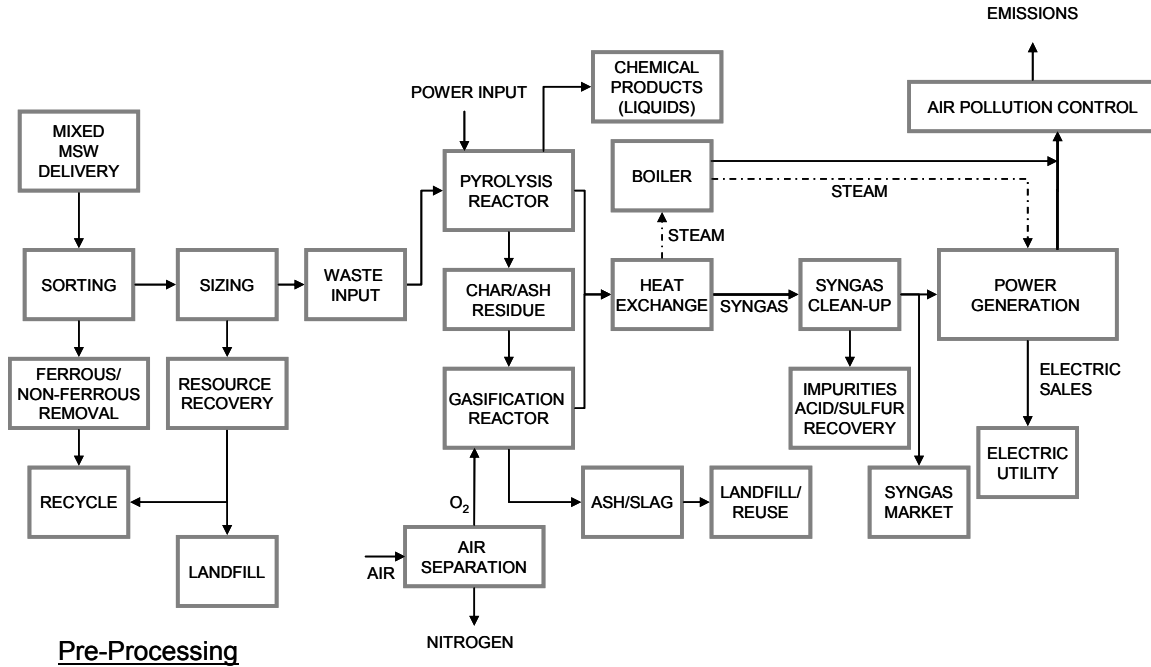 EMISSIONS
CHEMICAL
PRODUCTS
(LIQUIDS)
POWER INPUT
AIR POLLUTION CONTROL
MIXED
MSW
DELIVERY
PYROLYSIS
REACTOR
BOILER
STEAM
STEAM
SORTING
SIZING
WASTE
INPUT
CHAR/ASH
RESIDUE
HEAT
EXCHANGE
SYNGAS
SYNGAS
CLEAN-UP
POWER
GENERATION
FERROUS/
NON-FERROUS
REMOVAL
RESOURCE
RECOVERY
GASIFICATION
REACTOR
IMPURITIES
ACID/SULFUR
RECOVERY
ELECTRIC
SALES
ELECTRIC
UTILITY
RECYCLE
O₂
ASH/SLAG
LANDFILL/
REUSE
SYNGAS
MARKET
LANDFILL
AIR
AIR
SEPARATION
NITROGEN
Pre-Processing